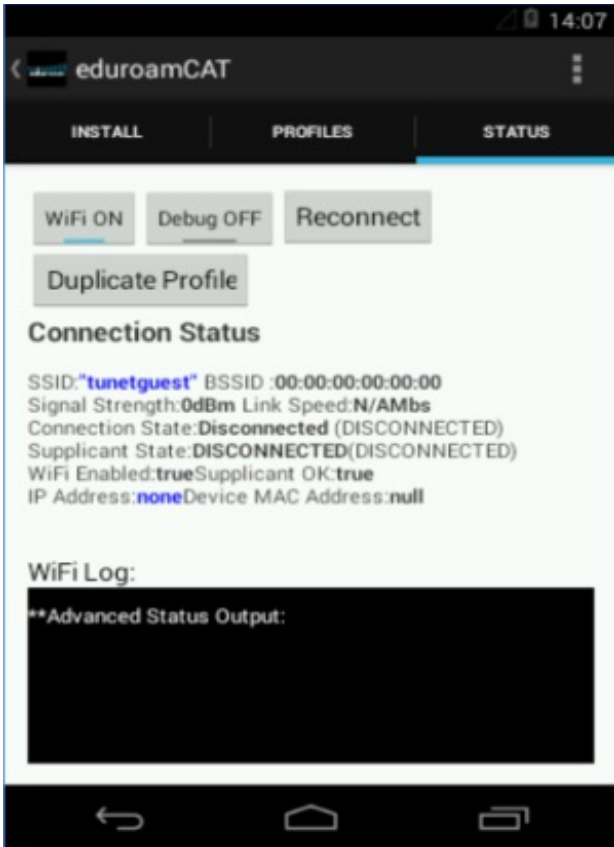 14:07
eduroamCAT
INSTALL PROFILES STATUS
WiFi ON Debug OFF Reconnect
Duplicate Profile
Connection Status
SSID:"tunetguest" BSSID :00:00:00:00:00:00
Signal Strength:0dBm Link Speed:N/AMbs
Connection State:Disconnected (DISCONNECTED)
Supplicant State:DISCONNECTED(DISCONNECTED)
WiFi Enabled:trueSupplicant OK:true
IP Address:noneDevice MAC Address:null
WiFi Log:
**Advanced Status Output: